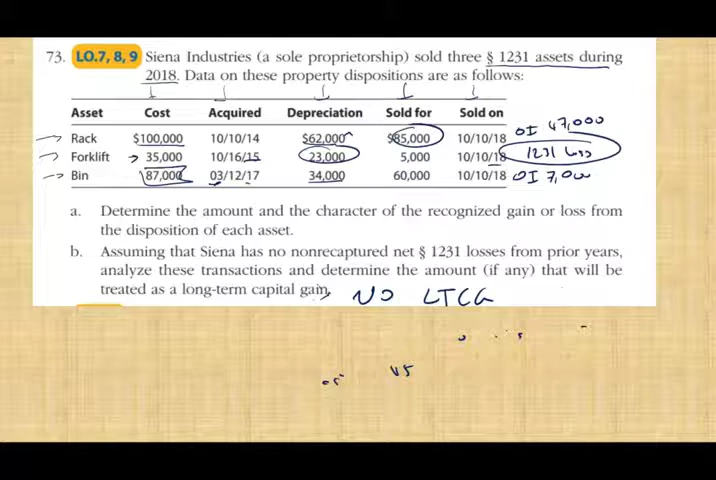 73. LO.7, 8, 9 Siena Industries (a sole proprietorship) sold three § 1231 assets during
2018. Data on these property dispositions are as follows:
Asset Cost Acquired Depreciation Sold for Sold on
Rack $100,000 10/10/14 $62,000 $85,000 10/10/18 OI 47,000
Forklift 35,000 10/16/15 23,000 5,000 10/10/18 1231 loss
Bin 87,000 03/12/17 34,000 60,000 10/10/18 OI 7,000
a. Determine the amount and the character of the recognized gain or loss from
the disposition of each asset.
b. Assuming that Siena has no nonrecaptured net § 1231 losses from prior years,
analyze these transactions and determine the amount (if any) that will be
treated as a long-term capital gain. NO LTCG